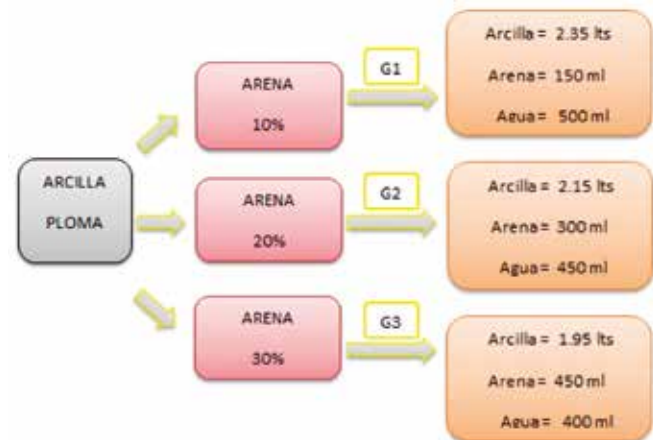 ARCILLA
PLOMA
ARENA
10%
G1
Arcilla = 2.35 lts
Arena = 150 ml
Agua = 500 ml
ARENA
20%
G2
Arcilla = 2.15 lts
Arena = 300 ml
Agua = 450 ml
ARENA
30%
G3
Arcilla = 1.95 lts
Arena = 450 ml
Agua = 400 ml